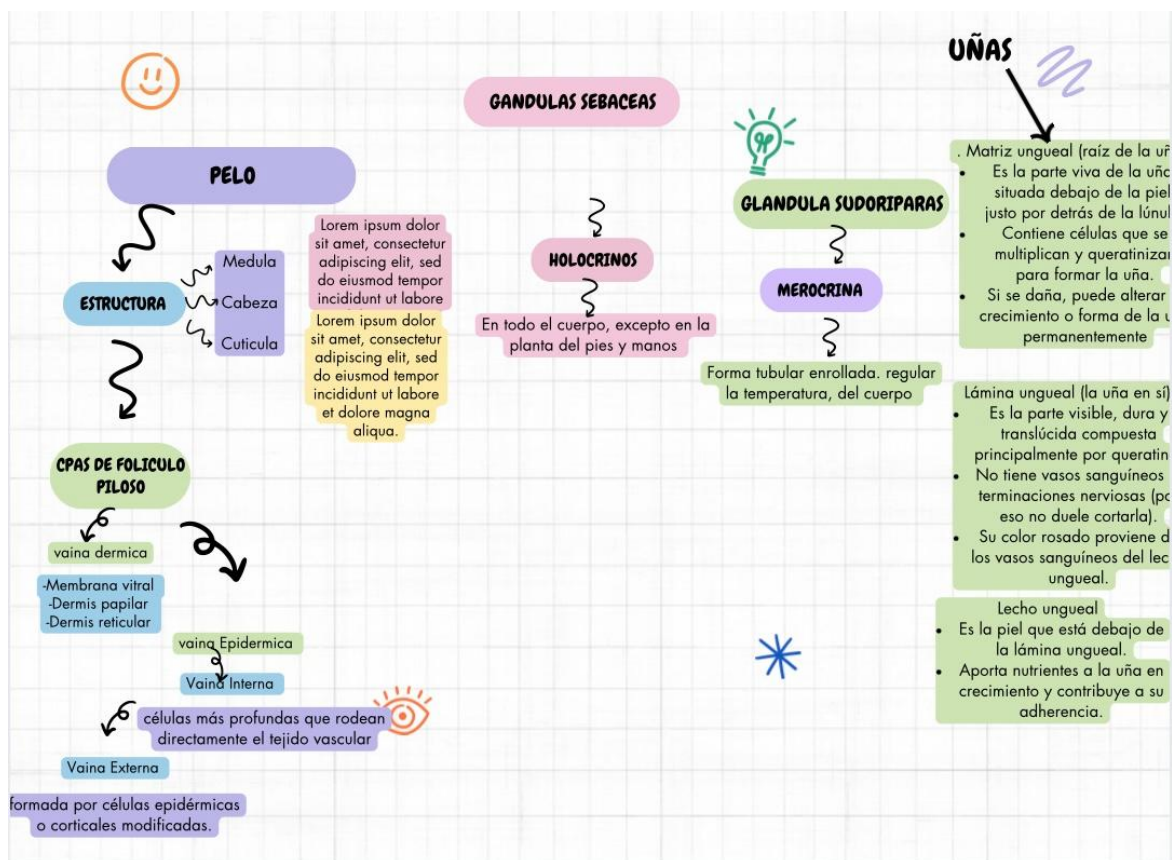 PELO
ESTRUCTURA
Medula
Cabeza
Cuticula
Lorem ipsum dolor
sit amet, consectetur
adipiscing elit, sed
do eiusmod tempor
incididunt ut labore
Lorem ipsum dolor
sit amet, consectetur
adipiscing elit, sed
do eiusmod tempor
incididunt ut labore
et dolore magna
aliqua.
CPAS DE FOLICULO
PILOSO
vaina dermica
-Membrana vitral
-Dermis papilar
-Dermis reticular
vaina Epidermica
Vaina Interna
células más profundas que rodean
directamente el tejido vascular
Vaina Externa
formada por células epidérmicas
o corticales modificadas.
GANDULAS SEBACEAS
HOLOCRINOS
En todo el cuerpo, excepto en la
planta del pies y manos
GLANDULA SUDORIPARAS
MEROCRINA
Forma tubular enrollada. regular
la temperatura, del cuerpo
UÑAS
. Matriz ungueal (raíz de la
• Es la parte viva de la
situada debajo de la piel
justo por detrás de la
• Contiene células que se
multiplican y
para formar la uña.
• Si se daña, puede alterar
crecimiento o forma de la
permanentemente
Lámina ungueal (la uña en sí)
• Es la parte visible, dura y
translúcida compuesta
principalmente por
• No tiene vasos sanguíneos
terminaciones nerviosas
eso no duele cortarla).
• Su color rosado proviene
los vasos sanguíneos del
ungueal.
Lecho ungueal
• Es la piel que está debajo de
la lámina ungueal.
• Aporta nutrientes a la uña en
crecimiento y contribuye a su
adherencia.